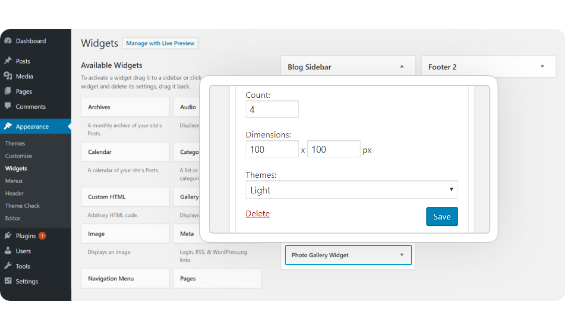 Dashboard
Posts
Media
Pages
Comments
Appearance
Themes
Customize
Widgets
Menus
Header
Theme Check
Editor
Plugins 1
Users
Tools
Settings
Widgets
Manage with Live Preview
Available Widgets
To activate a widget drag it to a sidebar or click
widget and delete its settings, drag it back.
Archives
Audio
A monthly archive of your site's
Posts.
Displays
Calendar
Catego
A calendar of your site's Posts.
A list or
categori
Custom HTML
Gallery
Arbitrary HTML code.
Displays
Image
Meta
Displays an image.
Login, RSS, & WordPress.org
links.
Navigation Menu
Pages
Blog Sidebar
Footer 2
Count:
4
Dimensions:
100 x 100 px
Themes:
Light
Delete
Save
Photo Gallery Widget